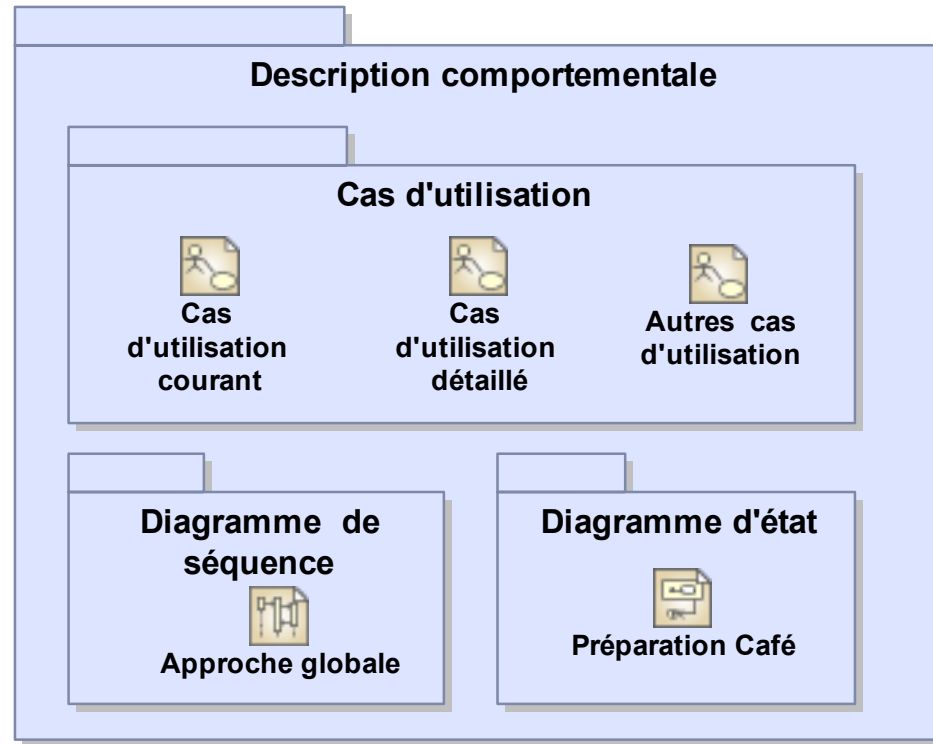 Description comportementale
Cas d'utilisation
Cas
d'utilisation
courant
Cas
d'utilisation
détaillé
Autres cas
d'utilisation
Diagramme de
séquence
Approche globale
Diagramme d'état
Préparation Café